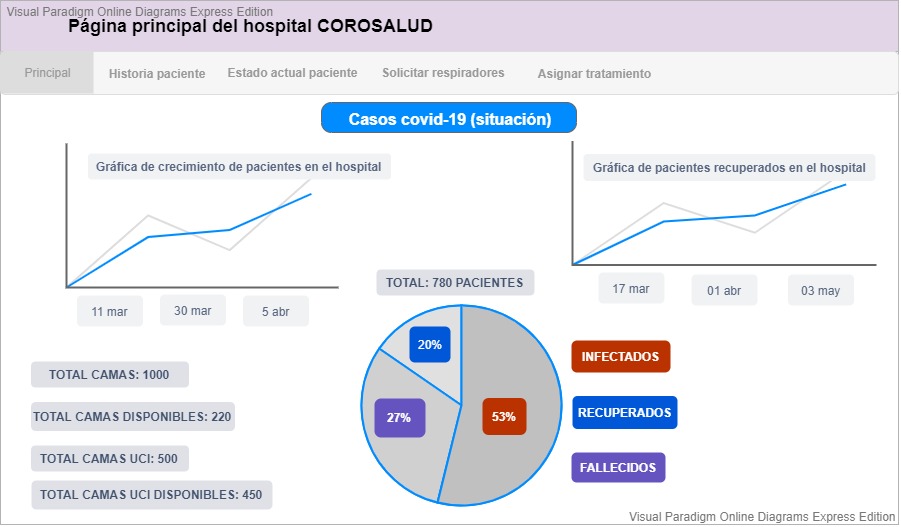 Visual Paradigm Online Diagrams Express Edition
Página principal del hospital COROSALUD
Principal
Historia paciente
Estado actual paciente
Solicitar respiradores
Asignar tratamiento
Casos covid-19 (situación)
Gráfica de crecimiento de pacientes en el hospital
Gráfica de pacientes recuperados en el hospital
11 mar
30 mar
5 abr
17 mar
01 abr
03 may
TOTAL: 780 PACIENTES
20%
27%
53%
INFECTADOS
RECUPERADOS
FALLECIDOS
TOTAL CAMAS: 1000
TOTAL CAMAS DISPONIBLES: 220
TOTAL CAMAS UCI: 500
TOTAL CAMAS UCI DISPONIBLES: 450
Visual Paradigm Online Diagrams Express Edition